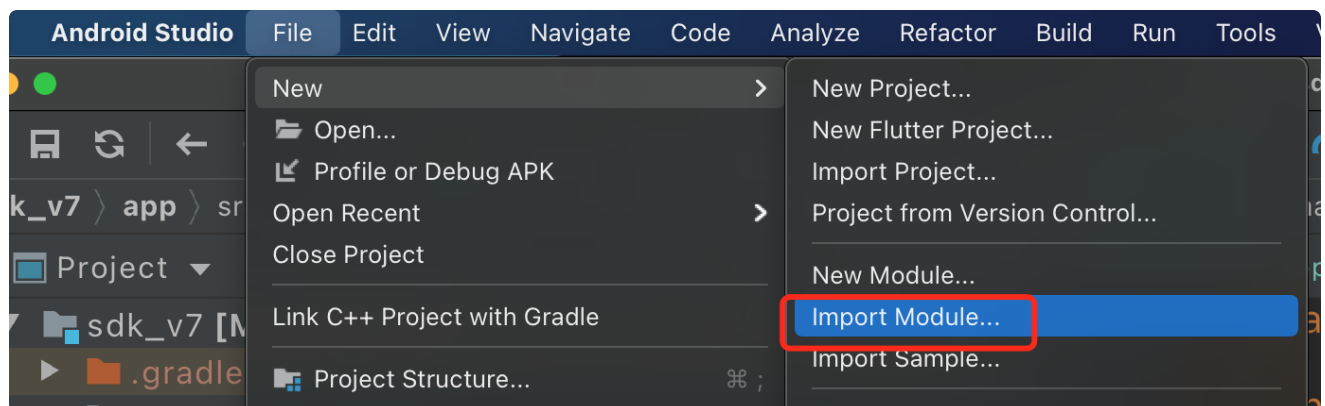 Android Studio File Edit View Navigate Code Analyze Refactor Build Run Tools
New
Open...
Profile or Debug APK
Open Recent
Close Project
Link C++ Project with Gradle
Project Structure... ⌘ ;
New Project...
New Flutter Project...
Import Project...
Project from Version Control...
New Module...
Import Module...
Import Sample...
k_v7 〉 app 〉 sr
Project
sdk_v7 [M
.gradle